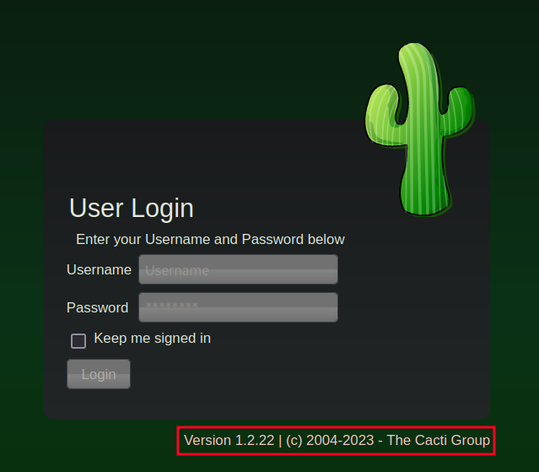 User Login
Enter your Username and Password below
Username Username
Password ********
Keep me signed in
Login
Version 1.2.22 | (c) 2004-2023 - The Cacti Group